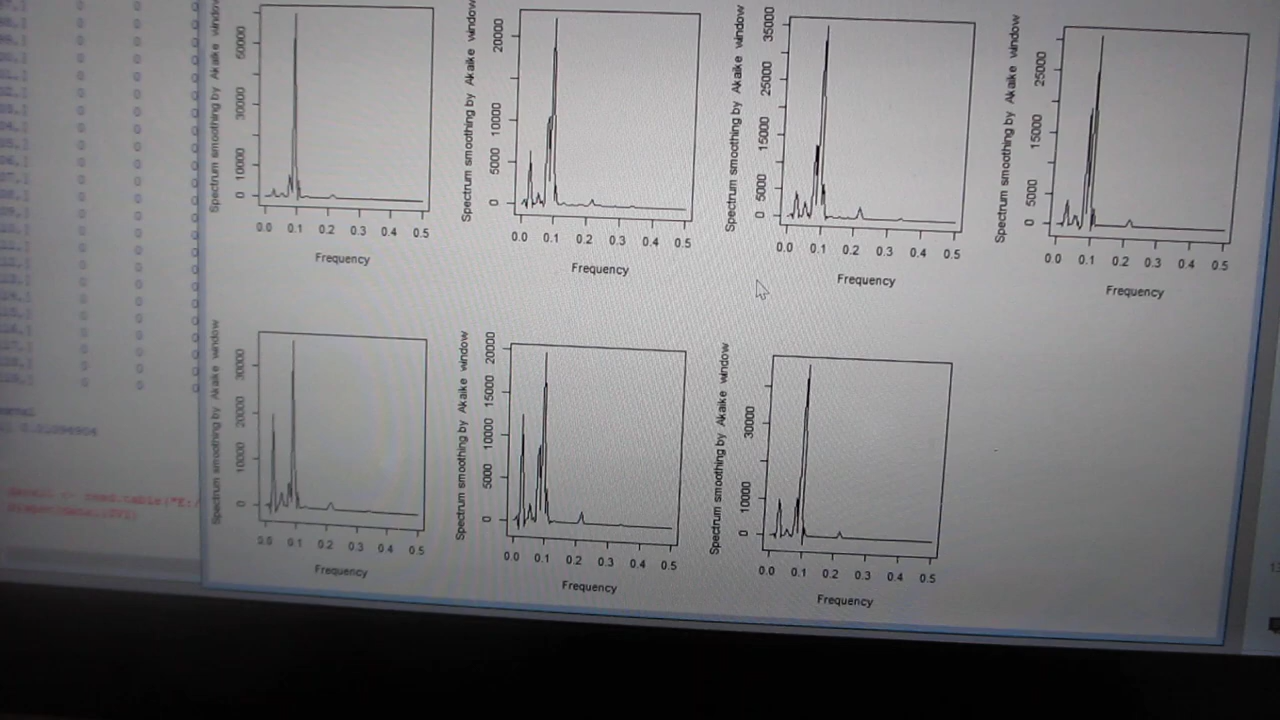 Spectrum smoothing by Akaike window
0 10000 30000 50000
0.0 0.1 0.2 0.3 0.4 0.5
Frequency
Spectrum smoothing by Akaike window
0 5000 10000 20000
0.0 0.1 0.2 0.3 0.4 0.5
Frequency
Spectrum smoothing by Akaike window
0 5000 15000 25000 35000
0.0 0.1 0.2 0.3 0.4 0.5
Frequency
Spectrum smoothing by Akaike window
0 5000 15000 25000
0.0 0.1 0.2 0.3 0.4 0.5
Frequency
Spectrum smoothing by Akaike window
0 10000 20000 30000
0.0 0.1 0.2 0.3 0.4 0.5
Frequency
Spectrum smoothing by Akaike window
0 5000 10000 15000 20000
0.0 0.1 0.2 0.3 0.4 0.5
Frequency
Spectrum smoothing by Akaike window
0 10000 30000
0.0 0.1 0.2 0.3 0.4 0.5
Frequency